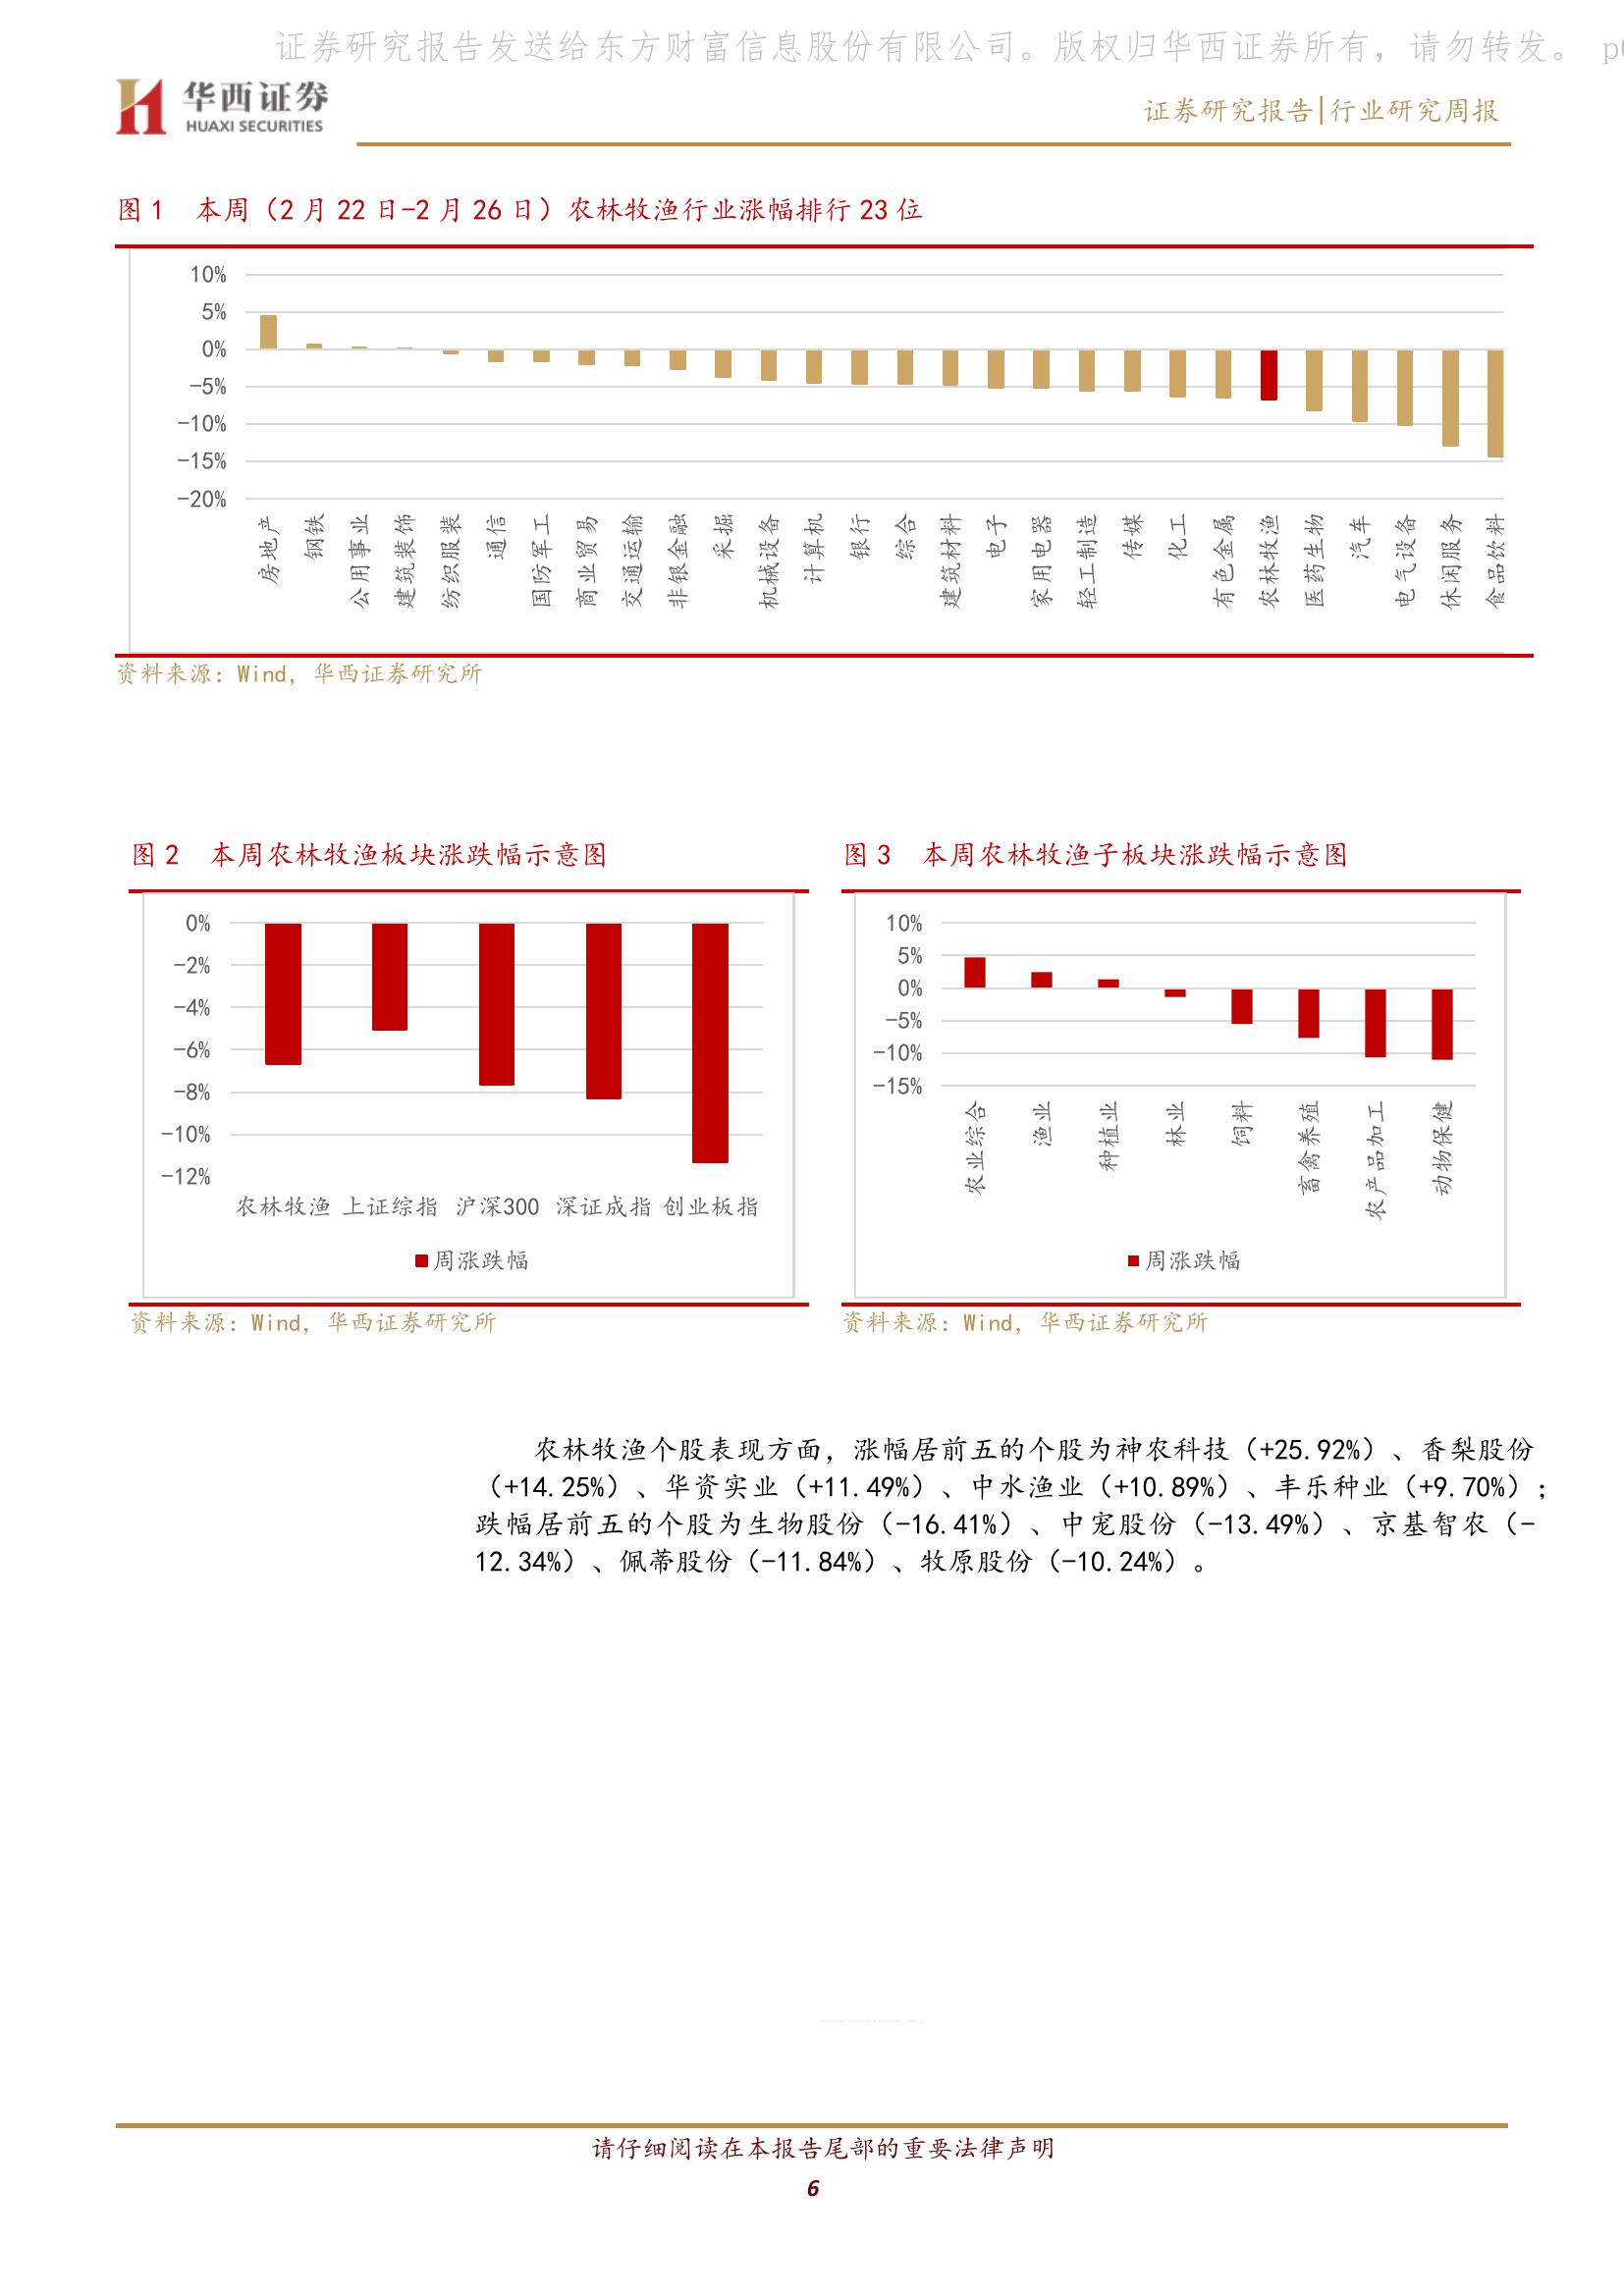 证券研究报告发送给东方财富信息股份有限公司。版权归华西证券所有，请勿转发。 p6
华西证券
HUAXI SECURITIES
证券研究报告|行业研究周报
图 1 本周（2 月 22 日-2 月 26 日）农林牧渔行业涨幅排行 23 位
10%
5%
0%
-5%
-10%
-15%
-20%
房地产
钢铁
公用事业
建筑装饰
纺织服装
通信
国防军工
商业贸易
交通运输
非银金融
采掘
机械设备
计算机
银行
综合
建筑材料
电子
家用电器
轻工制造
传媒
化工
有色金属
农林牧渔
医药生物
汽车
电气设备
休闲服务
食品饮料
资料来源：Wind，华西证券研究所
图 2 本周农林牧渔板块涨跌幅示意图
0%
-2%
-4%
-6%
-8%
-10%
-12%
农林牧渔 上证综指 沪深300 深证成指 创业板指
周涨跌幅
资料来源：Wind，华西证券研究所
图 3 本周农林牧渔子板块涨跌幅示意图
10%
5%
0%
-5%
-10%
-15%
农业综合
渔业
种植业
林业
饲料
畜禽养殖
农产品加工
动物保健
周涨跌幅
资料来源：Wind，华西证券研究所
农林牧渔个股表现方面，涨幅居前五的个股为神农科技（+25.92%）、香梨股份
（+14.25%）、华资实业（+11.49%）、中水渔业（+10.89%）、丰乐种业（+9.70%）；
跌幅居前五的个股为生物股份（-16.41%）、中宠股份（-13.49%）、京基智农（-
12.34%）、佩蒂股份（-11.84%）、牧原股份（-10.24%）。
请仔细阅读在本报告尾部的重要法律声明
6